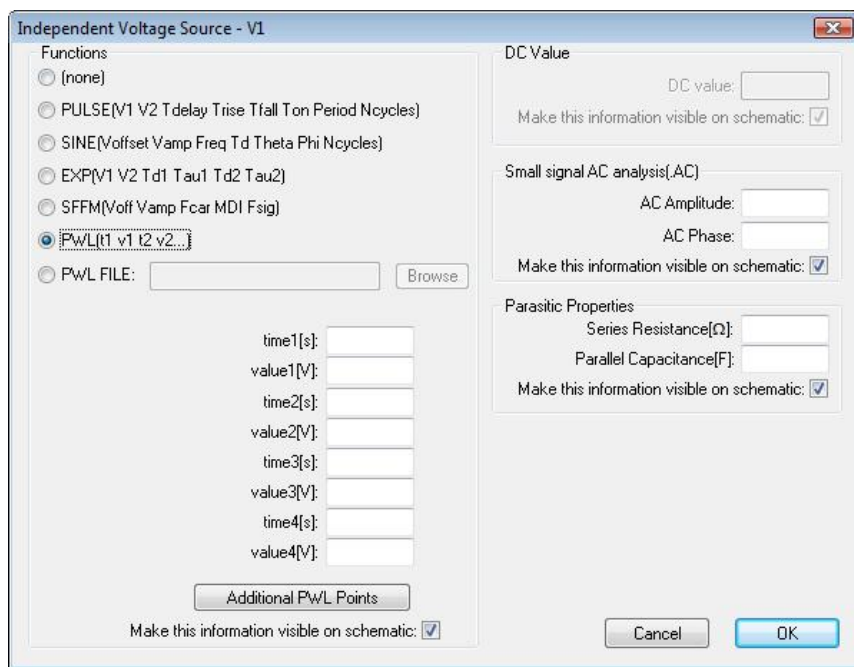 Independent Voltage Source - V1
Functions
(none)
PULSE(V1 V2 Tdelay Trise Tfall Ton Period Ncycles)
SINE(Voffset Vamp Freq Td Theta Phi Ncycles)
EXP(V1 V2 Td1 Tau1 Td2 Tau2)
SFFM(Voff Vamp Fcar MDI Fsig)
PWL(t1 v1 t2 v2...)
PWL FILE:
Browse
time1[s]:
value1[V]:
time2[s]:
value2[V]:
time3[s]:
value3[V]:
time4[s]:
value4[V]:
Additional PWL Points
Make this information visible on schematic:
DC Value
DC value:
Make this information visible on schematic:
Small signal AC analysis(.AC)
AC Amplitude:
AC Phase:
Make this information visible on schematic:
Parasitic Properties
Series Resistance[Ω]:
Parallel Capacitance[F]:
Make this information visible on schematic:
Cancel
OK